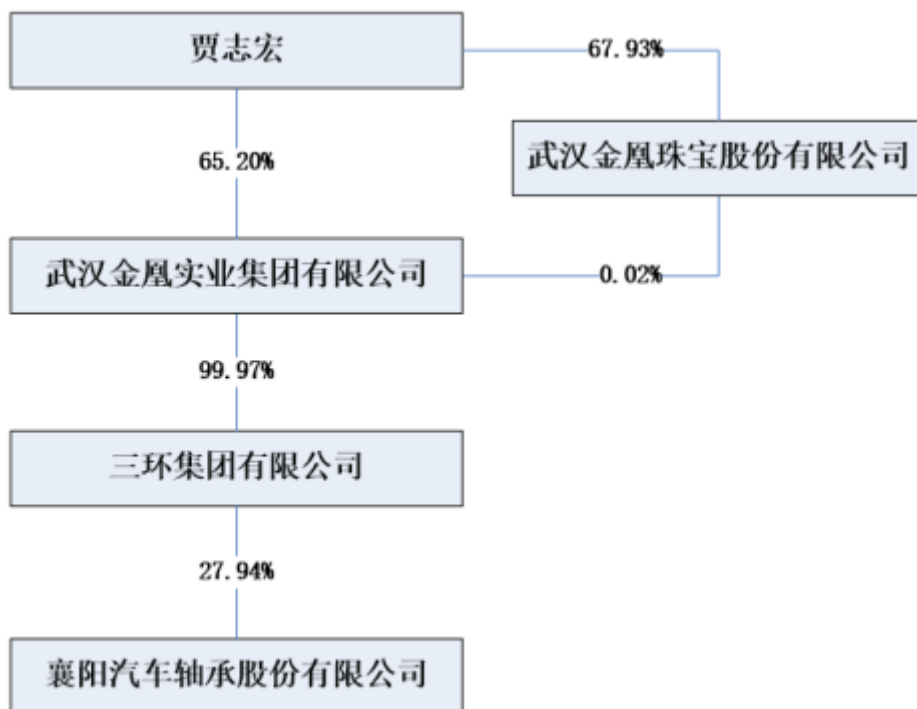 贾志宏
67.93%
65.20%
武汉金凰珠宝股份有限公司
武汉金凰实业集团有限公司
0.02%
99.97%
三环集团有限公司
27.94%
襄阳汽车轴承股份有限公司